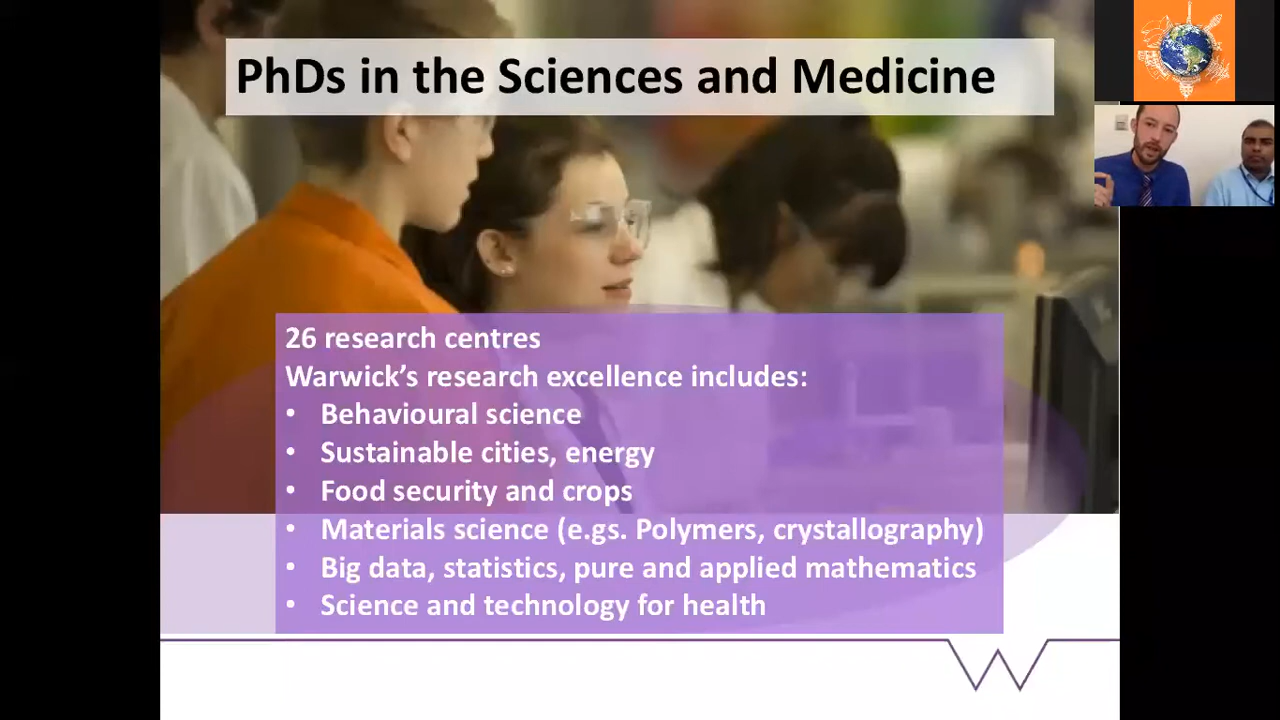 PhDs in the Sciences and Medicine
26 research centres
Warwick’s research excellence includes:
• Behavioural science
• Sustainable cities, energy
• Food security and crops
• Materials science (e.gs. Polymers, crystallography)
• Big data, statistics, pure and applied mathematics
• Science and technology for health